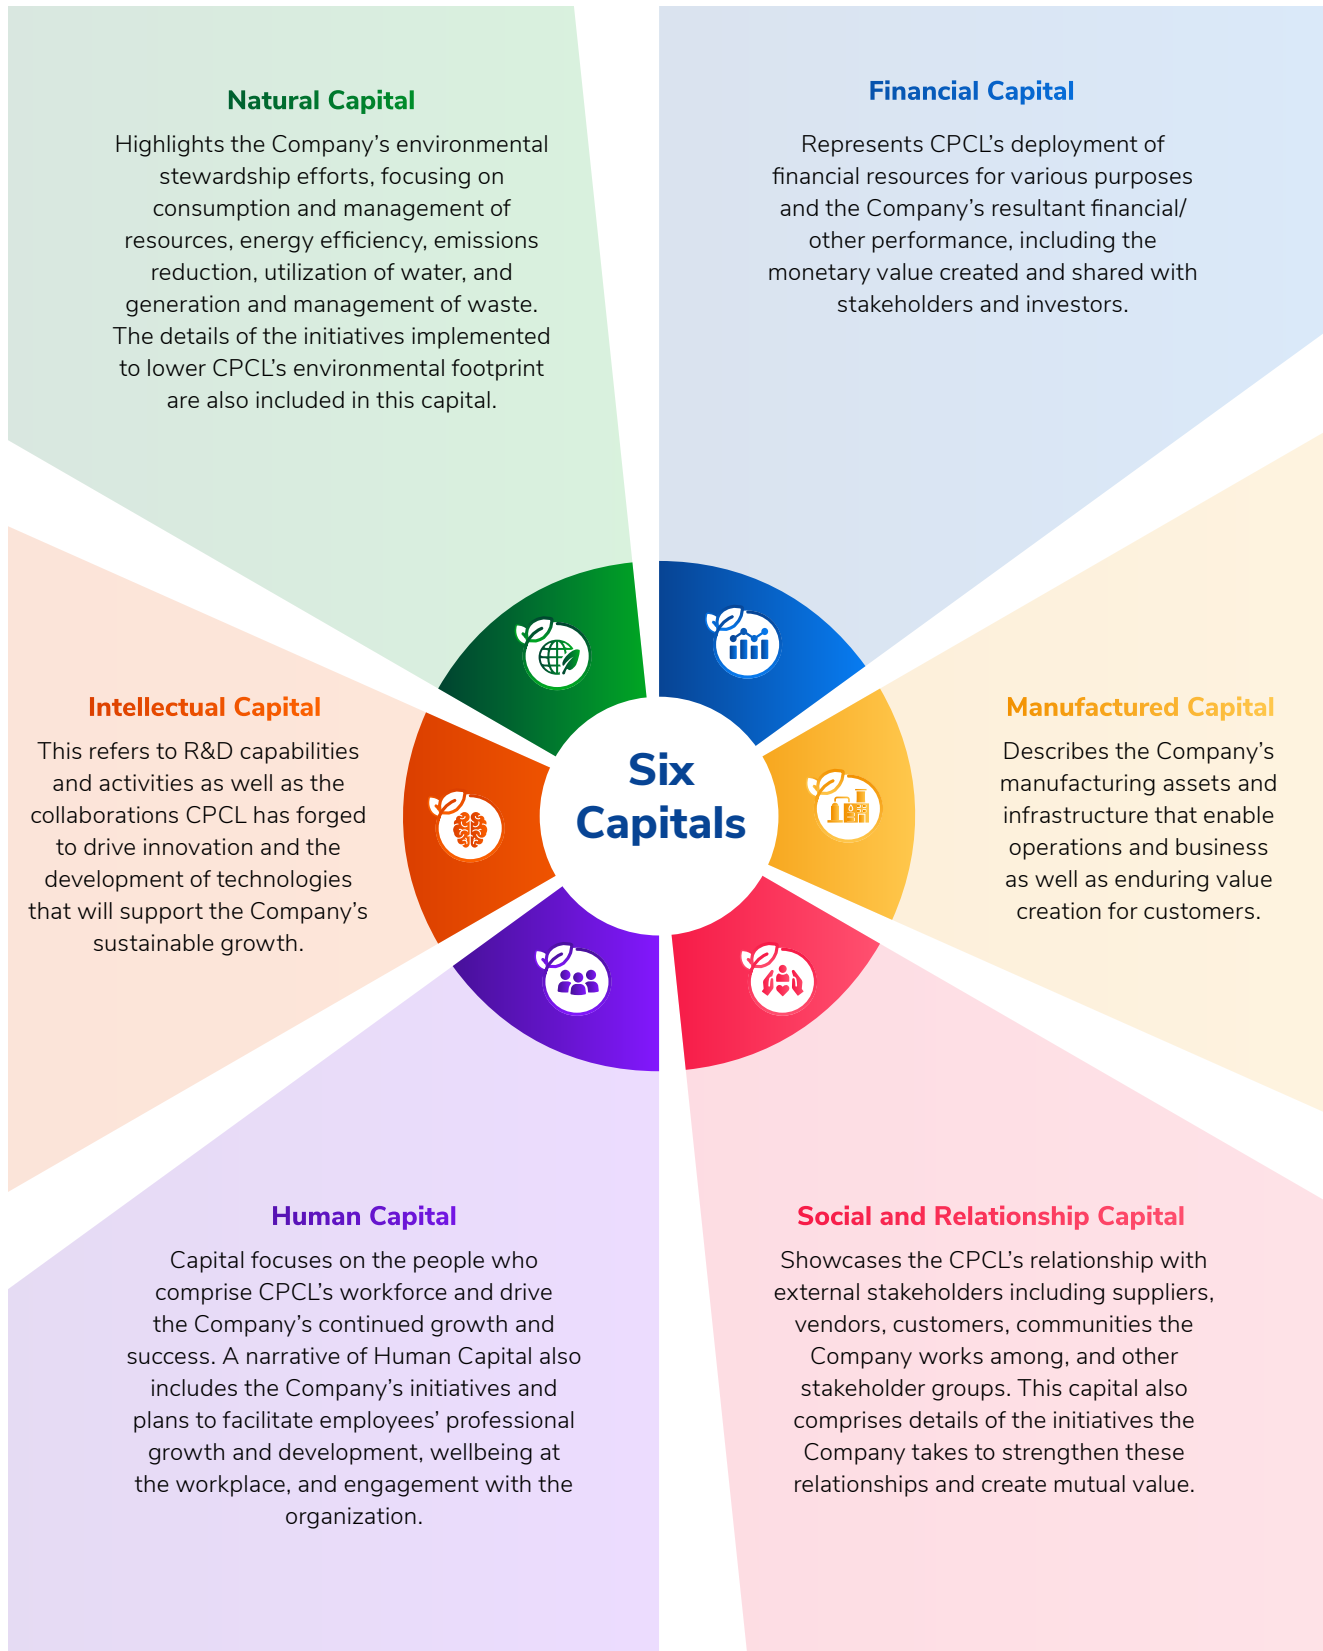 Natural Capital
Highlights the Company’s environmental
stewardship efforts, focusing on
consumption and management of
resources, energy efficiency, emissions
reduction, utilization of water, and
generation and management of waste.
The details of the initiatives implemented
to lower CPCL’s environmental footprint
are also included in this capital.
Financial Capital
Represents CPCL’s deployment of
financial resources for various purposes
and the Company’s resultant financial/
other performance, including the
monetary value created and shared with
stakeholders and investors.
Intellectual Capital
This refers to R&D capabilities
and activities as well as the
collaborations CPCL has forged
to drive innovation and the
development of technologies
that will support the Company’s
sustainable growth.
Six
Capitals
Manufactured Capital
Describes the Company’s
manufacturing assets and
infrastructure that enable
operations and business
as well as enduring value
creation for customers.
Human Capital
Capital focuses on the people who
comprise CPCL’s workforce and drive
the Company’s continued growth and
success. A narrative of Human Capital also
includes the Company’s initiatives and
plans to facilitate employees’ professional
growth and development, wellbeing at
the workplace, and engagement with the
organization.
Social and Relationship Capital
Showcases the CPCL’s relationship with
external stakeholders including suppliers,
vendors, customers, communities the
Company works among, and other
stakeholder groups. This capital also
comprises details of the initiatives the
Company takes to strengthen these
relationships and create mutual value.